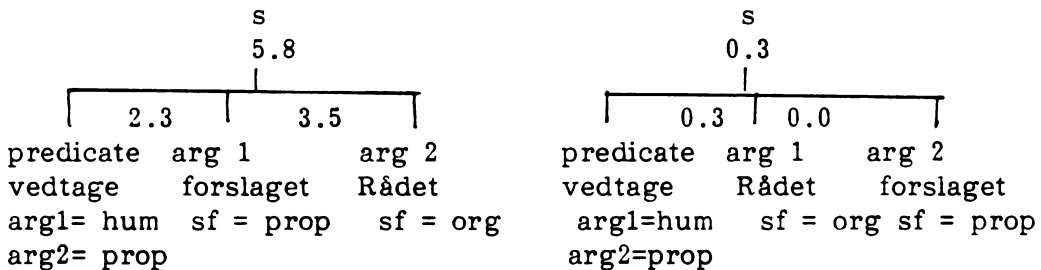 s s
5.8 0.3
2.3 3.5 0.3 0.0
predicate arg 1 arg 2 predicate arg 1 arg 2
vedtage forslaget Rådet vedtage Rådet forslaget
arg1= hum sf = prop sf = org arg1=hum sf = org sf = prop
arg2= prop arg2=prop